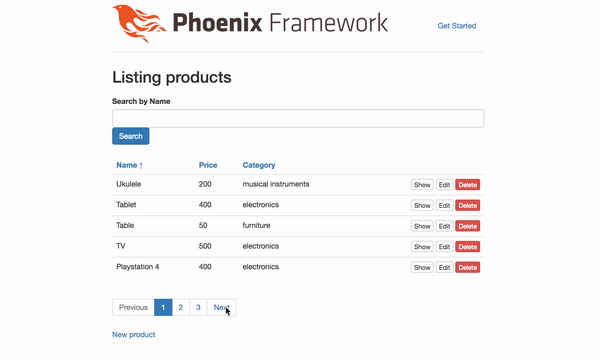 Phoenix Framework
Get Started
Listing products
Search by Name
Search
Name ↑ Price Category
Ukulele 200 musical instruments Show Edit Delete
Tablet 400 electronics Show Edit Delete
Table 50 furniture Show Edit Delete
TV 500 electronics Show Edit Delete
Playstation 4 400 electronics Show Edit Delete
Previous 1 2 3 Next
New product